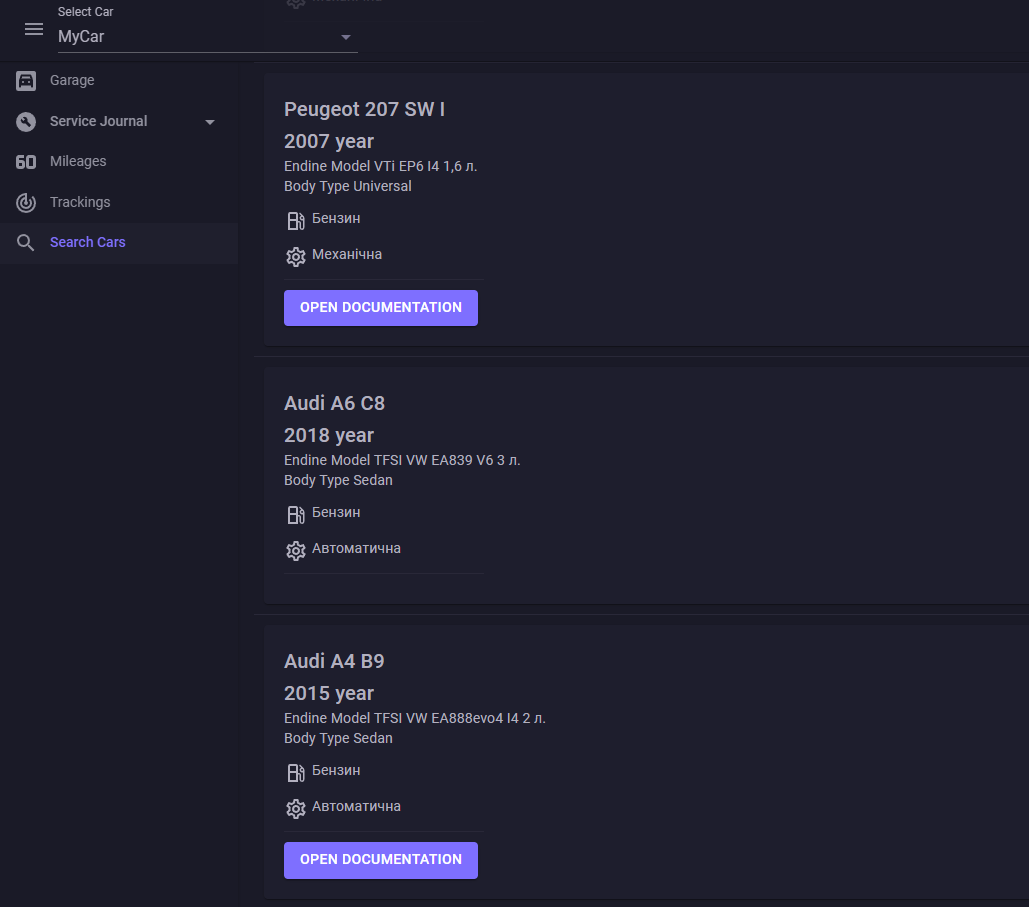 Select Car
MyCar
Garage
Service Journal
Mileages
Trackings
Search Cars
Peugeot 207 SW I
2007 year
Endine Model VTi EP6 I4 1,6 л.
Body Type Universal
Бензин
Механічна
OPEN DOCUMENTATION
Audi A6 C8
2018 year
Endine Model TFSI VW EA839 V6 3 л.
Body Type Sedan
Бензин
Автоматична
Audi A4 B9
2015 year
Endine Model TFSI VW EA888evo4 I4 2 л.
Body Type Sedan
Бензин
Автоматична
OPEN DOCUMENTATION